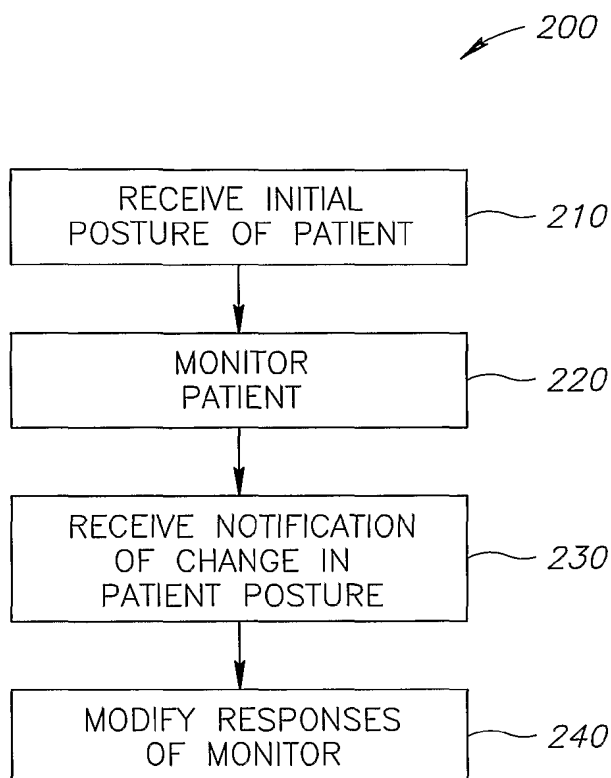 200
RECEIVE INITIAL
POSTURE OF PATIENT
210
MONITOR
PATIENT
220
RECEIVE NOTIFICATION
OF CHANGE IN
PATIENT POSTURE
230
MODIFY RESPONSES
OF MONITOR
240